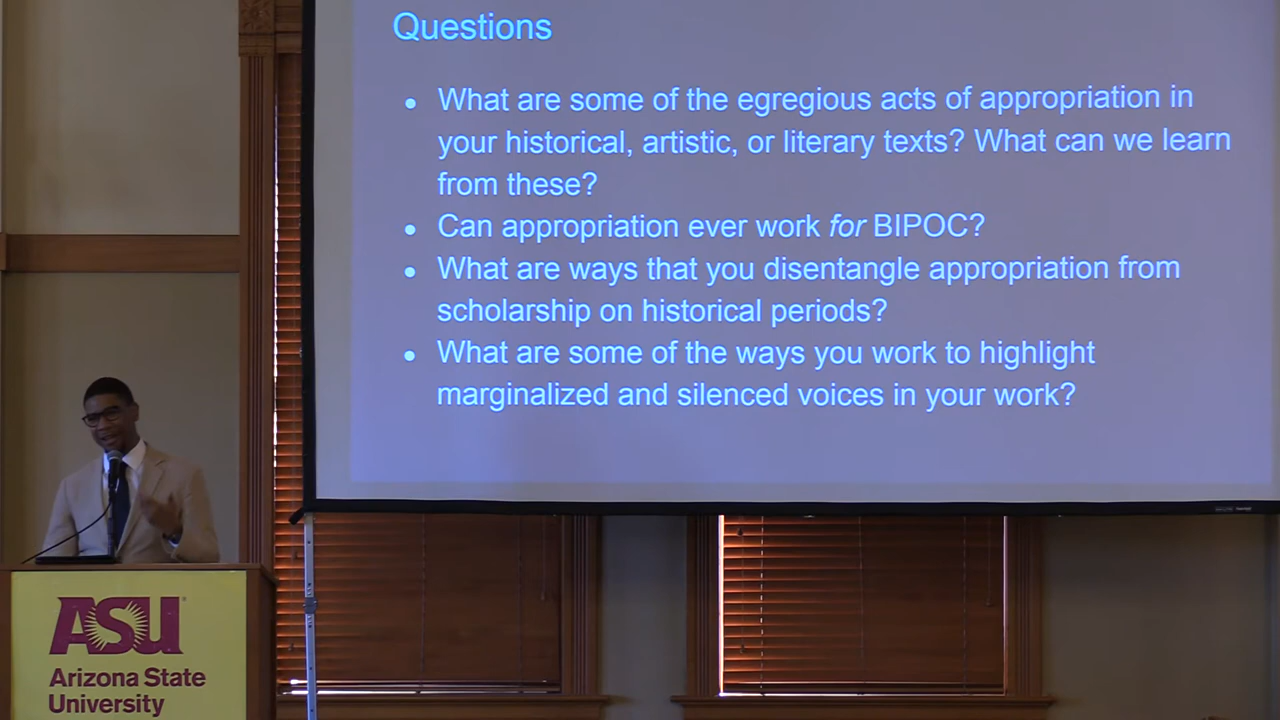 Questions
• What are some of the egregious acts of appropriation in
your historical, artistic, or literary texts? What can we learn
from these?
• Can appropriation ever work for BIPOC?
• What are ways that you disentangle appropriation from
scholarship on historical periods?
• What are some of the ways you work to highlight
marginalized and silenced voices in your work?
ASU
Arizona State
University